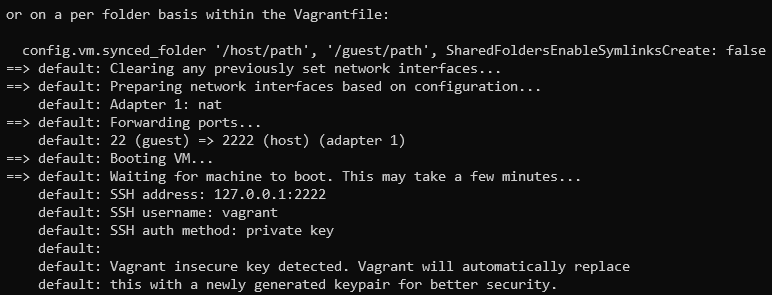 or on a per folder basis within the Vagrantfile:
config.vm.synced_folder '/host/path', '/guest/path', SharedFoldersEnableSymlinksCreate: false
==> default: Clearing any previously set network interfaces...
==> default: Preparing network interfaces based on configuration...
default: Adapter 1: nat
==> default: Forwarding ports...
default: 22 (guest) => 2222 (host) (adapter 1)
==> default: Booting VM...
==> default: Waiting for machine to boot. This may take a few minutes...
default: SSH address: 127.0.0.1:2222
default: SSH username: vagrant
default: SSH auth method: private key
default:
default: Vagrant insecure key detected. Vagrant will automatically replace
default: this with a newly generated keypair for better security.